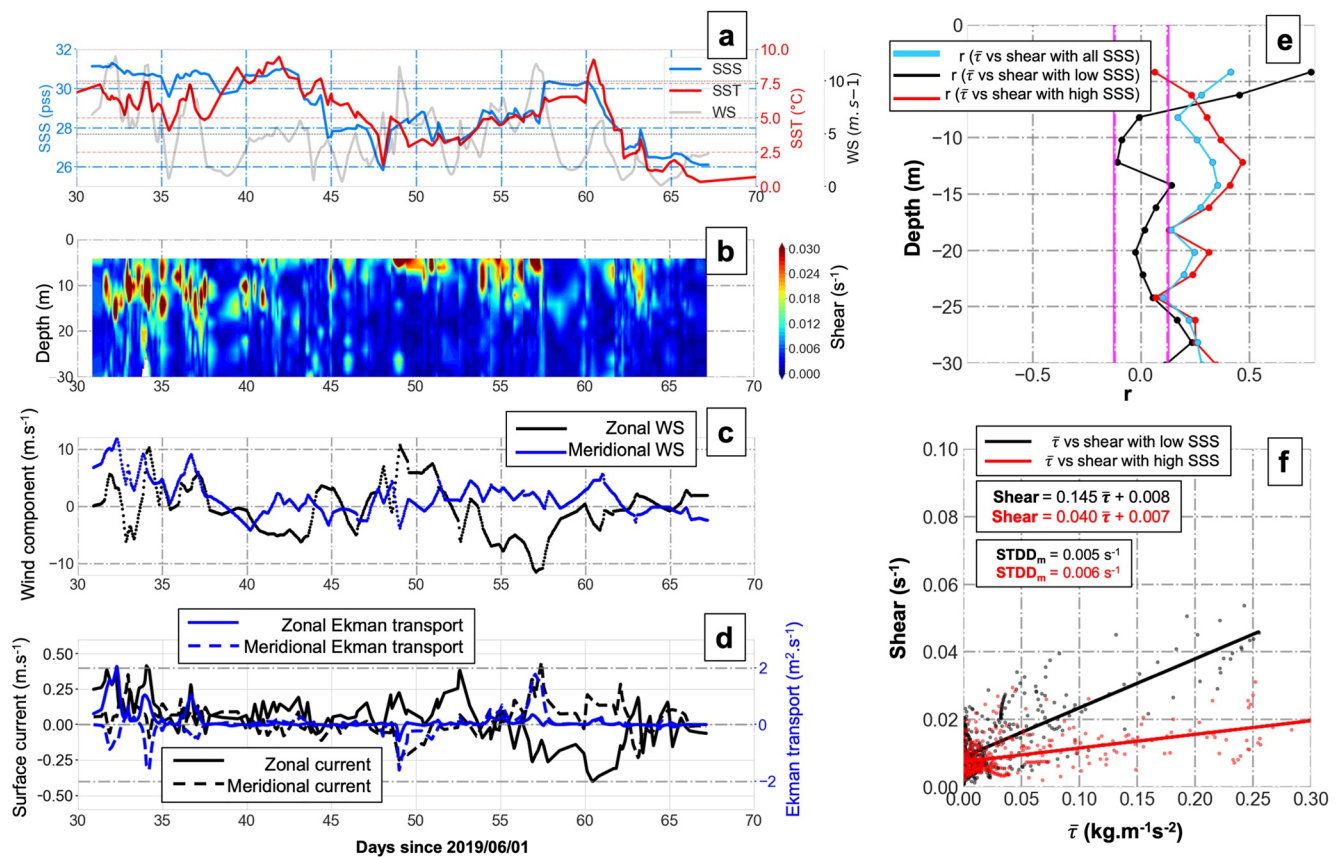 a
32
30
28
26
SSS (pss)
10.0
7.5
5.0
2.5
0.0
SST (°C)
10
5
0
WS (m. s−1)
SSS
SST
WS
30 35 40 45 50 55 60 65 70
b
0
10
20
30
Depth (m)
30 35 40 45 50 55 60 65 70
0.030
0.024
0.018
0.012
0.006
0.000
Shear (s-1)
c
Zonal WS
Meridional WS
10
0
−10
Wind component (m.s-1)
30 35 40 45 50 55 60 65 70
d
Zonal Ekman transport
Meridional Ekman transport
0.50
0.25
0.00
−0.25
−0.50
Surface current (m.s-1)
2
0
−2
Ekman transport (m2.s-1)
Zonal current
Meridional current
30 35 40 45 50 55 60 65 70
Days since 2019/06/01
e
r (τ̄ vs shear with all SSS)
r (τ̄ vs shear with low SSS)
r (τ̄ vs shear with high SSS)
0
−5
−10
−15
−20
−25
−30
Depth (m)
−0.5 0.0 0.5
r
f
τ̄ vs shear with low SSS
τ̄ vs shear with high SSS
Shear = 0.145 τ̄ + 0.008
Shear = 0.040 τ̄ + 0.007
STDDm = 0.005 s-1
STDDm = 0.006 s-1
0.10
0.08
0.06
0.04
0.02
0.00
Shear (s-1)
0.00 0.05 0.10 0.15 0.20 0.25 0.30
τ̄ (kg.m-1s-2)